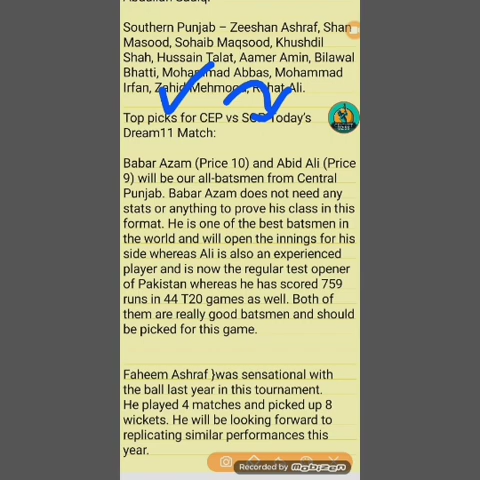 Southern Punjab – Zeeshan Ashraf, Shan
Masood, Sohaib Maqsood, Khushdil
Shah, Hussain Talat, Aamer Amin, Bilawal
Bhatti, Mohammad Abbas, Mohammad
Irfan, Zahid Mehmood, Rahat Ali.
Top picks for CEP vs SOP Today's
Dream11 Match:
Babar Azam (Price 10) and Abid Ali (Price
9) will be our all-batsmen from Central
Punjab. Babar Azam does not need any
stats or anything to prove his class in this
format. He is one of the best batsmen in
the world and will open the innings for his
side whereas Ali is also an experienced
player and is now the regular test opener
of Pakistan whereas he has scored 759
runs in 44 T20 games as well. Both of
them are really good batsmen and should
be picked for this game.
Faheem Ashraf }was sensational with
the ball last year in this tournament.
He played 4 matches and picked up 8
wickets. He will be looking forward to
replicating similar performances this
year.
Recorded by mobizen